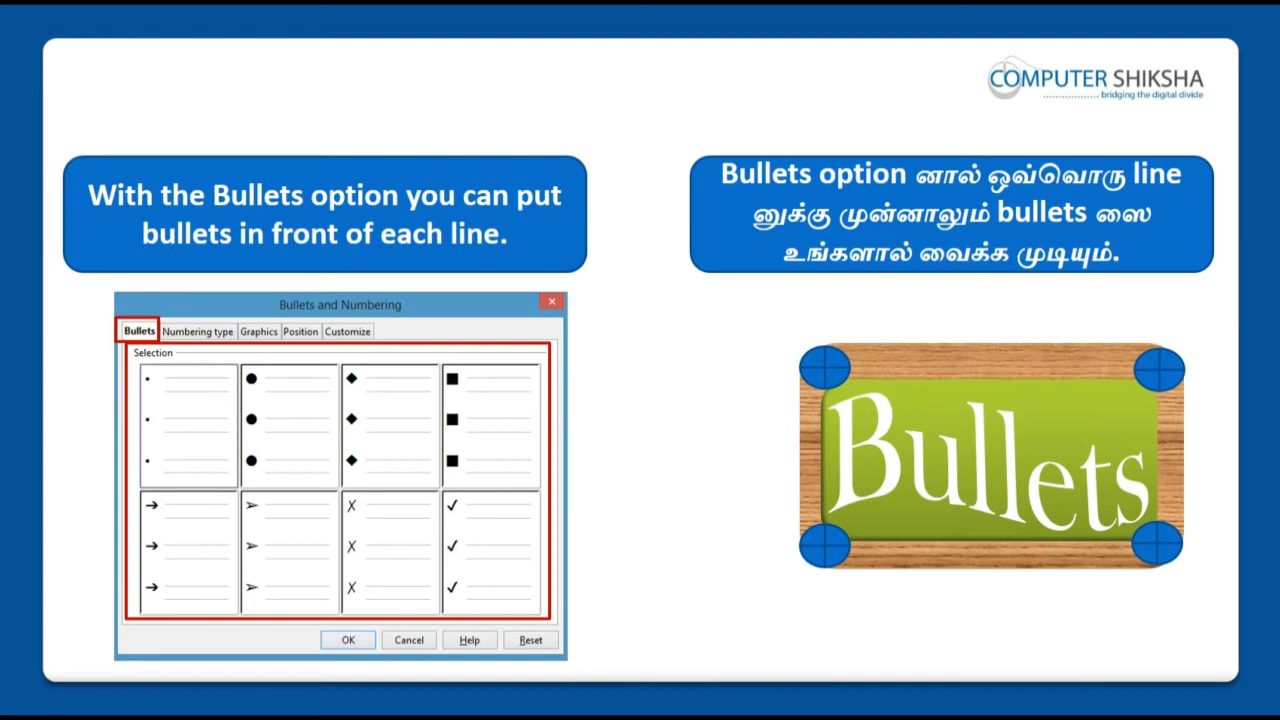 COMPUTER SHIKSHA
bridging the digital divide
With the Bullets option you can put
bullets in front of each line.
Bullets option னால் ஒவ்வொரு line
னுக்கு முன்னாலும் bullets ஸை
உங்களால் வைக்க முடியும்.
Bullets and Numbering
Bullets Numbering type Graphics Position Customize
Selection
OK Cancel Help Reset
Bullets